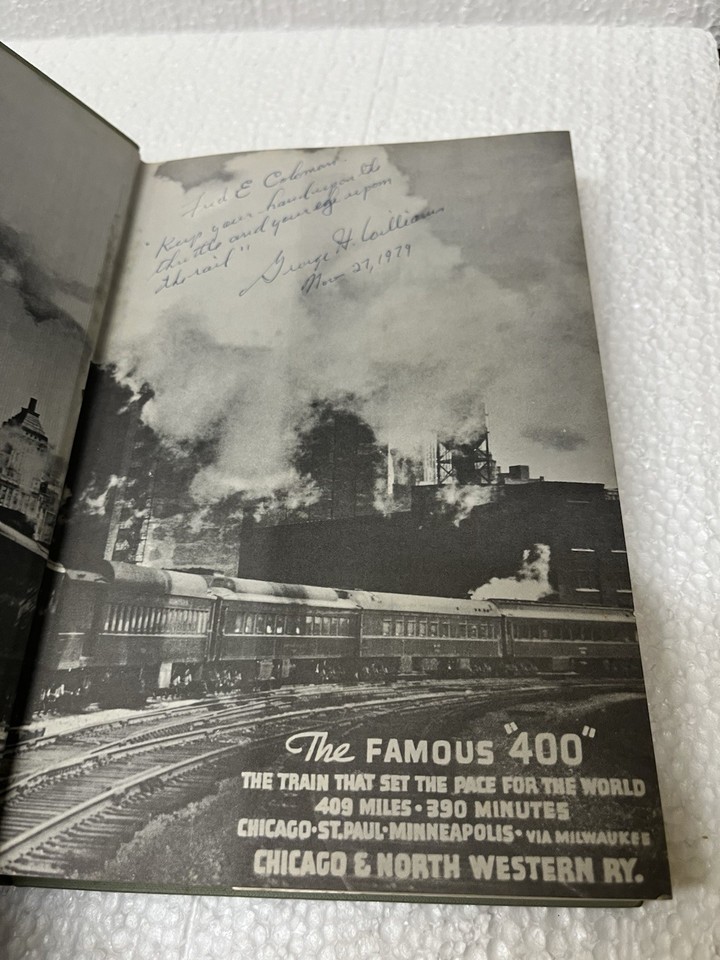 Fred E Coloman.
"Keep your hand upon the
throttle and your eye upon
the rail"
George H. Williams
Nov 27, 1979
The FAMOUS "400"
THE TRAIN THAT SET THE PACE FOR THE WORLD
409 MILES • 390 MINUTES
CHICAGO•ST.PAUL•MINNEAPOLIS• VIA MILWAUKEE
CHICAGO & NORTH WESTERN RY.